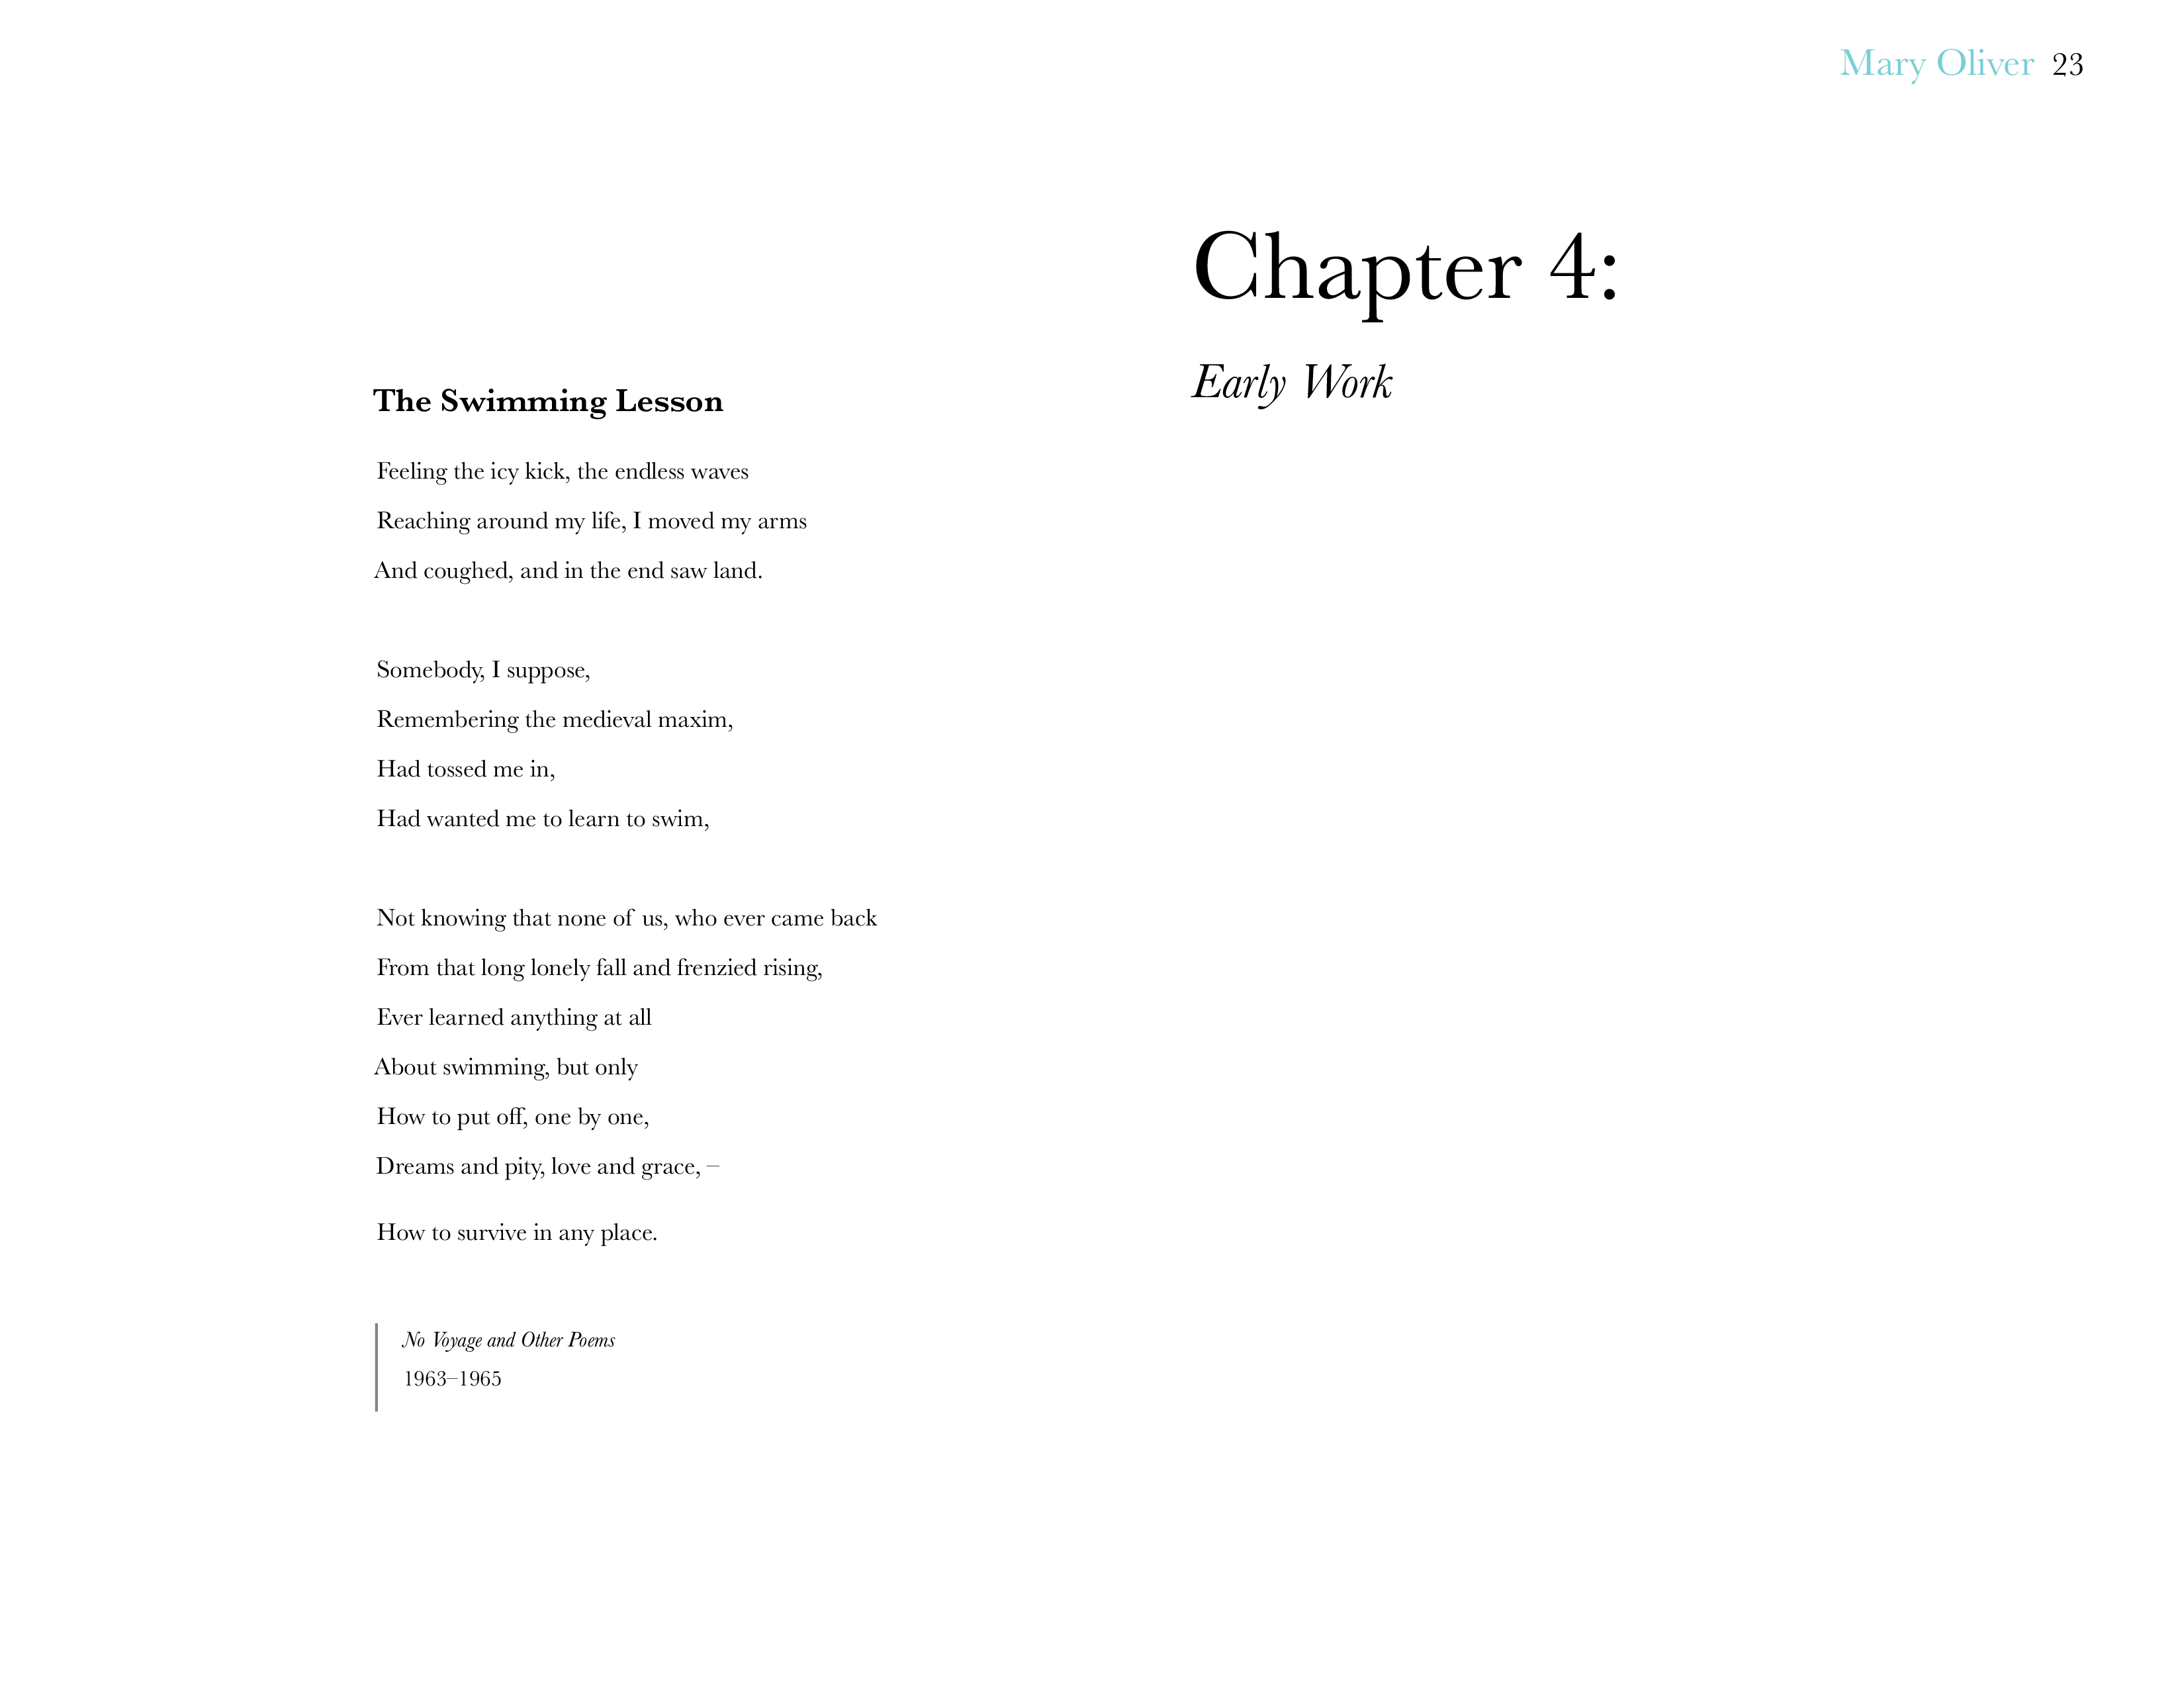 Mary Oliver 23
The Swimming Lesson
Feeling the icy kick, the endless waves
Reaching around my life, I moved my arms
And coughed, and in the end saw land.
Somebody, I suppose,
Remembering the medieval maxim,
Had tossed me in,
Had wanted me to learn to swim,
Not knowing that none of us, who ever came back
From that long lonely fall and frenzied rising,
Ever learned anything at all
About swimming, but only
How to put off, one by one,
Dreams and pity, love and grace, –
How to survive in any place.
No Voyage and Other Poems
1963–1965
Chapter 4:
Early Work